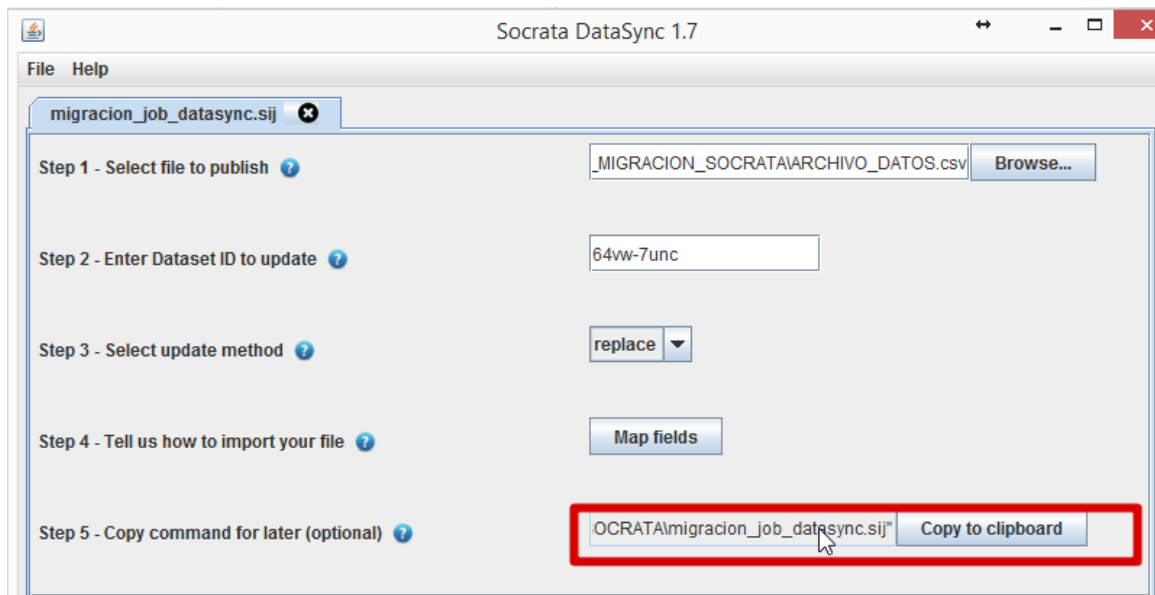 Socrata DataSync 1.7
File Help
migracion_job_datasync.sij
Step 1 - Select file to publish ? _MIGRACION_SOCRATA\ARCHIVO_DATOS.csv Browse...
Step 2 - Enter Dataset ID to update ? 64vw-7unc
Step 3 - Select update method ? replace
Step 4 - Tell us how to import your file ? Map fields
Step 5 - Copy command for later (optional) ? OCRATA\migracion_job_datasync.sij" Copy to clipboard